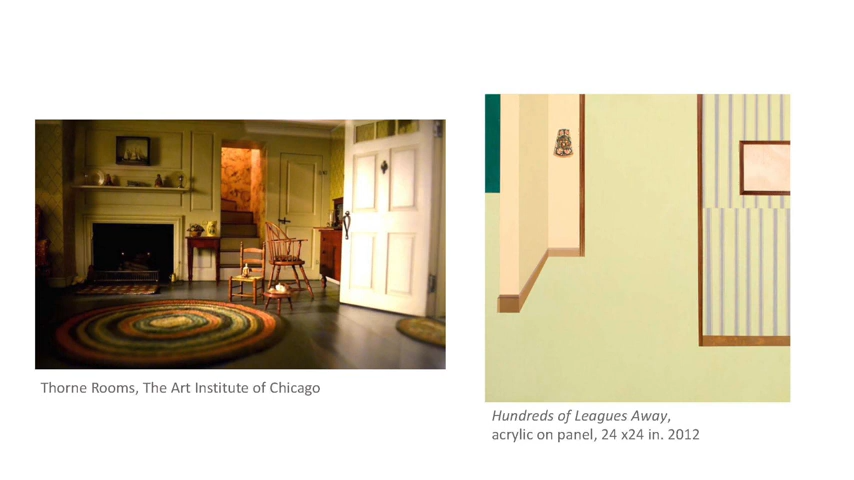 Thorne Rooms, The Art Institute of Chicago
Hundreds of Leagues Away,
acrylic on panel, 24 x24 in. 2012